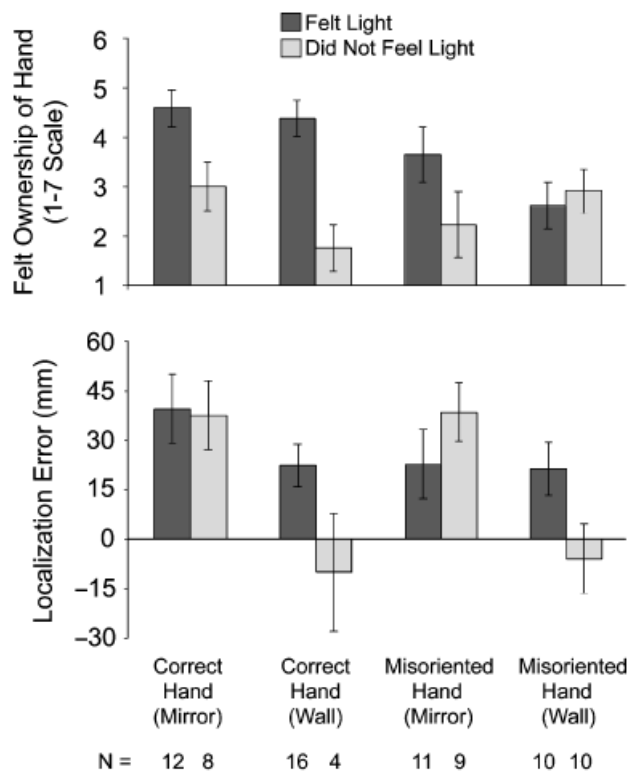 Felt Light
Did Not Feel Light
Felt Ownership of Hand
(1-7 Scale)
6
5
4
3
2
1
Localization Error (mm)
60
45
30
15
0
−15
−30
Correct Hand (Mirror)
Correct Hand (Wall)
Misoriented Hand (Mirror)
Misoriented Hand (Wall)
N = 12 8 16 4 11 9 10 10